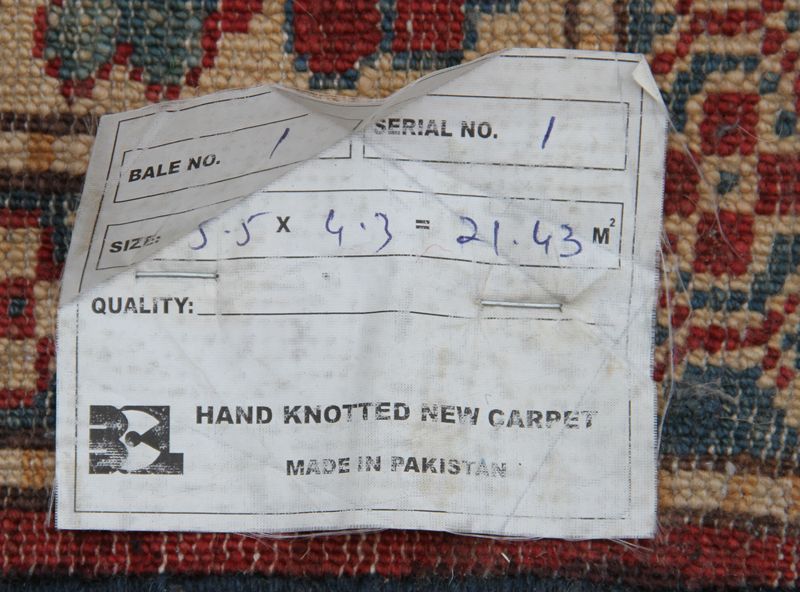 BALE NO. 1 SERIAL NO. 1
SIZE: 5.5 X 4.3 = 21.43 M²
QUALITY:
HAND KNOTTED NEW CARPET
MADE IN PAKISTAN